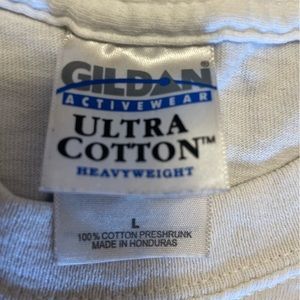 GILDAN
ACTIVEWEAR
ULTRA
COTTON™
HEAVYWEIGHT
L
100% COTTON PRESHRUNK
MADE IN HONDURAS